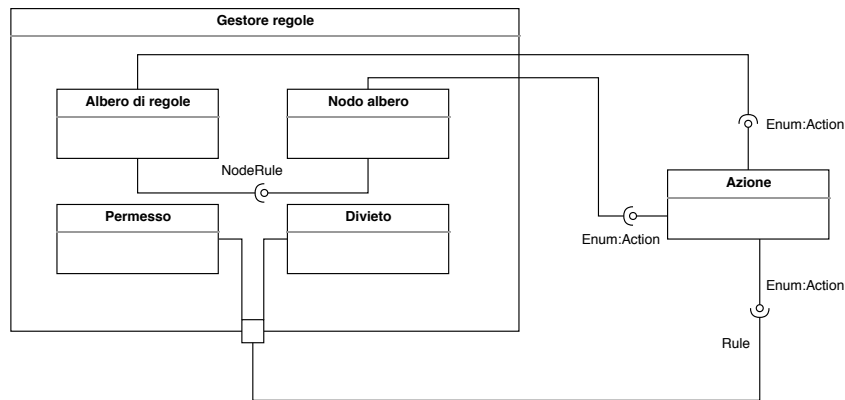 Gestore regole
Albero di regole
Nodo albero
Enum:Action
NodeRule
Azione
Permesso
Divieto
Enum:Action
Enum:Action
Rule